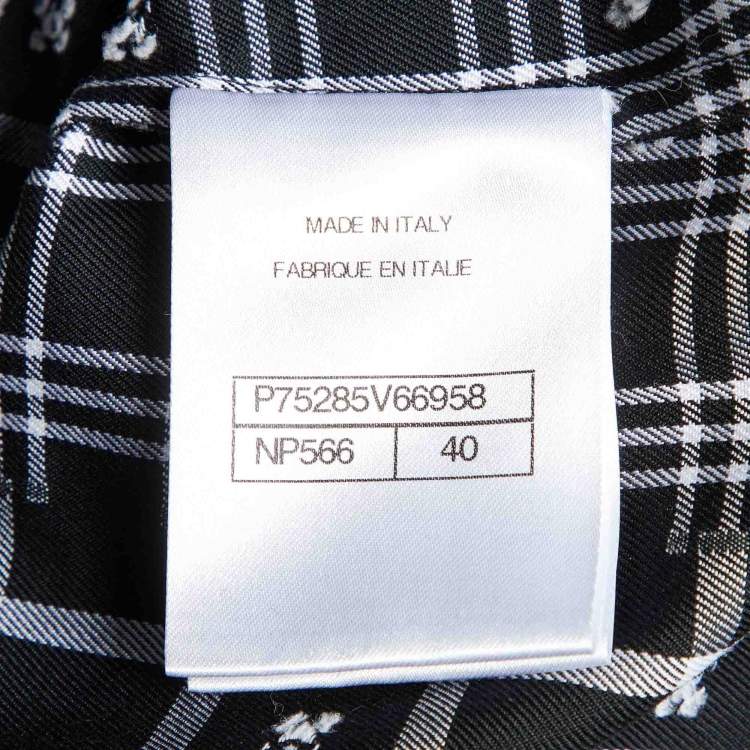 MADE IN ITALY
FABRIQUE EN ITALIE
P75285V66958
NP566 40